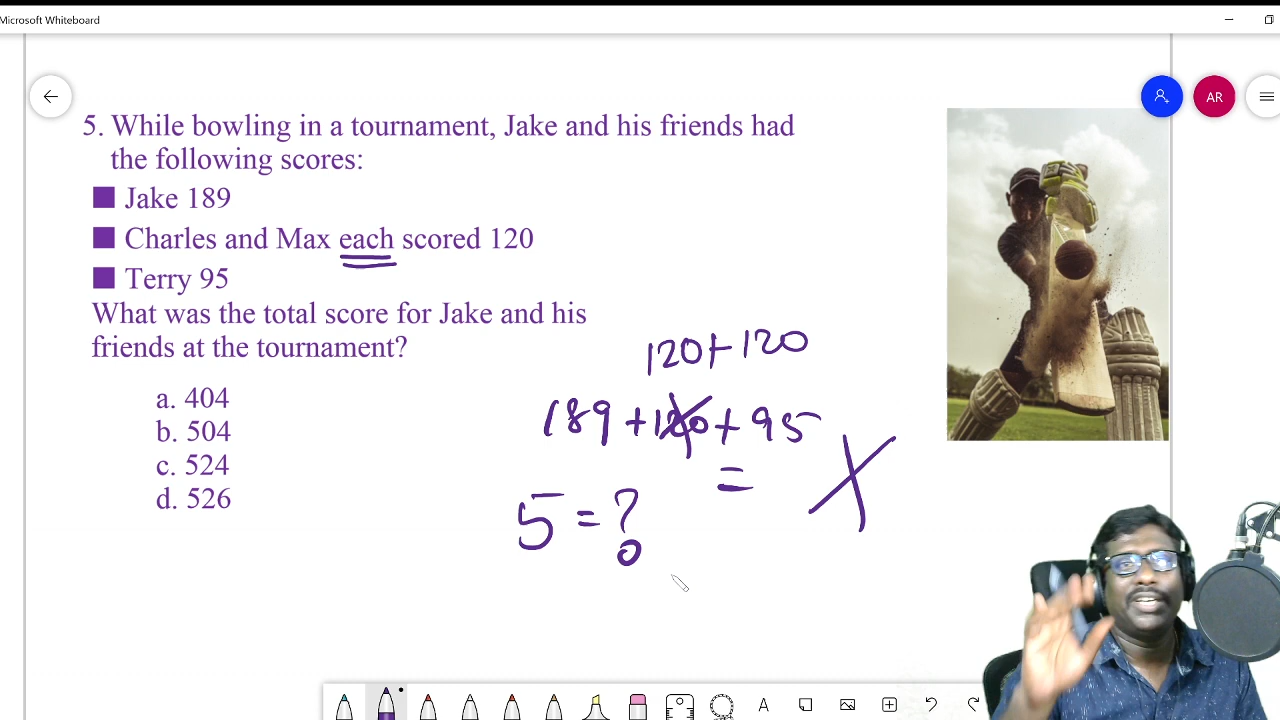 Microsoft Whiteboard
AR
5. While bowling in a tournament, Jake and his friends had
the following scores:
■ Jake 189
■ Charles and Max each scored 120
■ Terry 95
What was the total score for Jake and his
friends at the tournament?
120+120
189+120+95
=
a. 404
b. 504
c. 524
d. 526
5=?
A